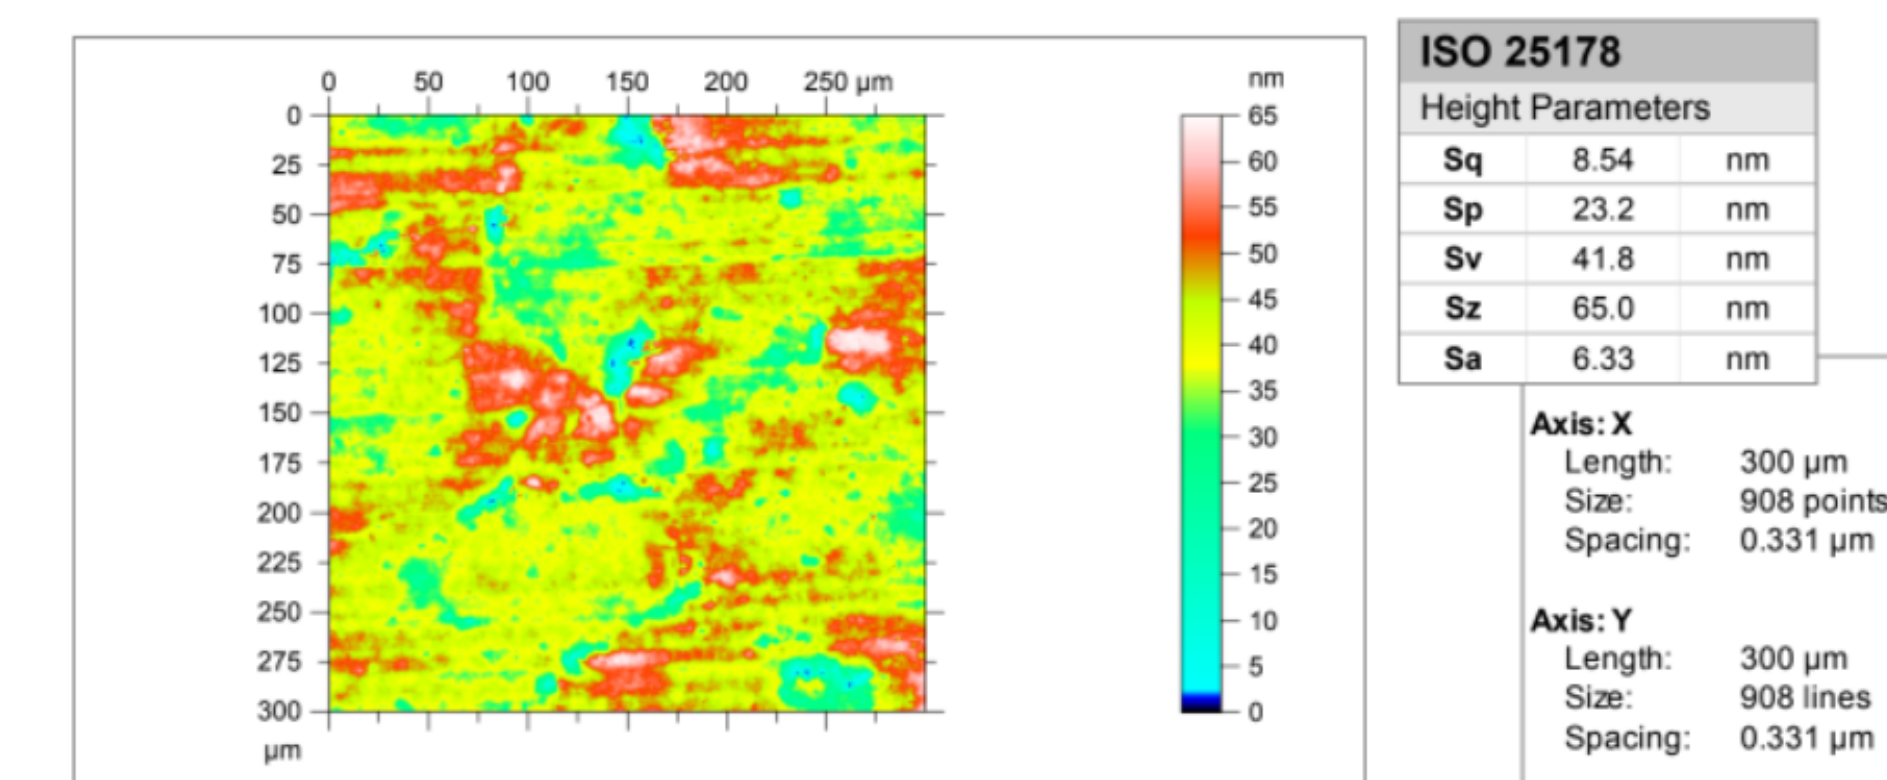 0 50 100 150 200 250 µm
0
25
50
75
100
125
150
175
200
225
250
275
300
µm
nm
65
60
55
50
45
40
35
30
25
20
15
10
5
0
ISO 25178
Height Parameters
Sq 8.54 nm
Sp 23.2 nm
Sv 41.8 nm
Sz 65.0 nm
Sa 6.33 nm
Axis: X
Length: 300 µm
Size: 908 points
Spacing: 0.331 µm
Axis: Y
Length: 300 µm
Size: 908 lines
Spacing: 0.331 µm